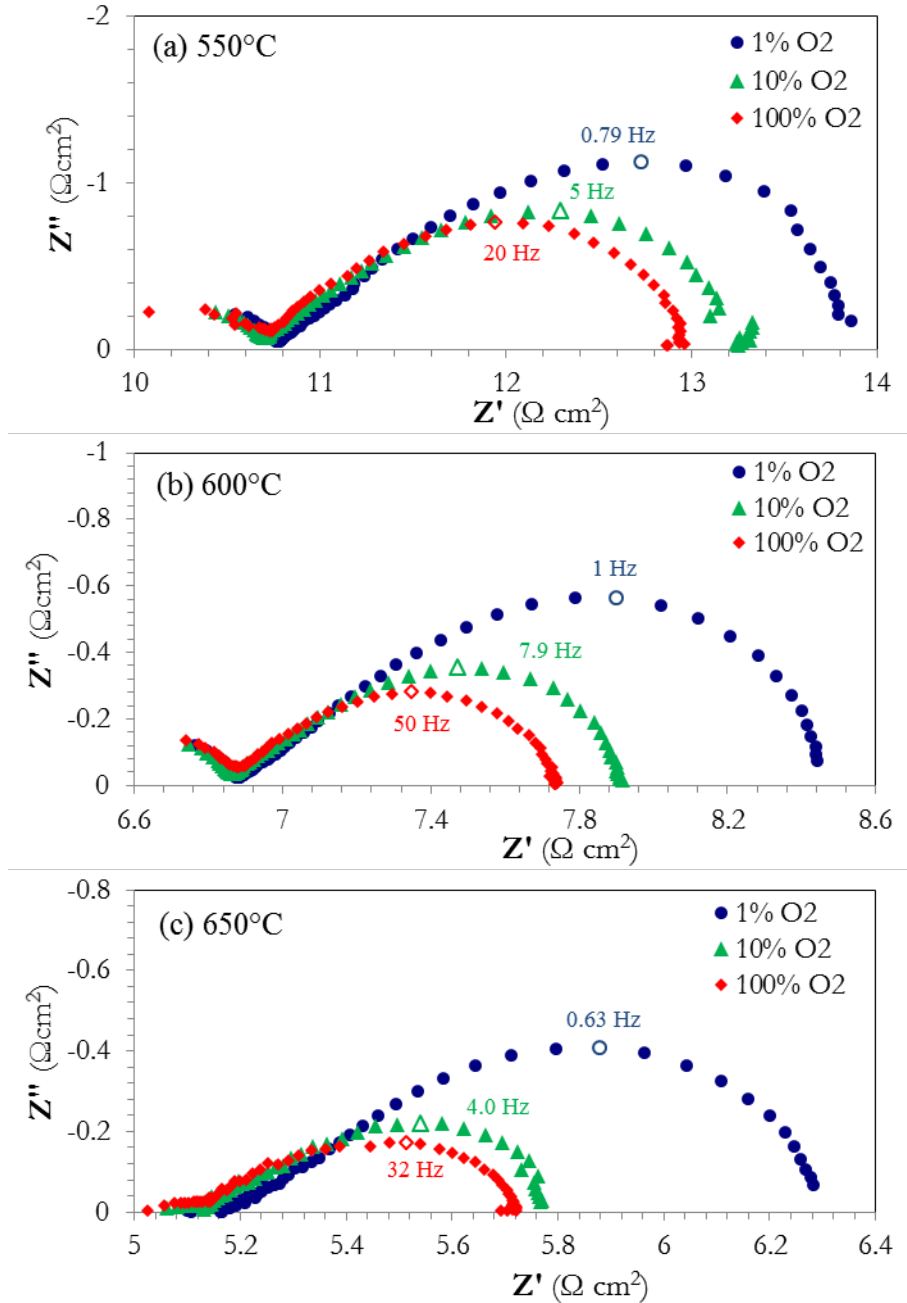 -2
(a) 550°C
1% O2
10% O2
100% O2
0.79 Hz
5 Hz
20 Hz
-1
0
Z'' (Ωcm²)
10 11 12 13 14
Z' (Ω cm²)
-1
(b) 600°C
1% O2
10% O2
100% O2
-0.8
-0.6
-0.4
-0.2
0
1 Hz
7.9 Hz
50 Hz
Z'' (Ωcm²)
6.6 7 7.4 7.8 8.2 8.6
Z' (Ω cm²)
-0.8
(c) 650°C
1% O2
10% O2
100% O2
-0.6
-0.4
-0.2
0
0.63 Hz
4.0 Hz
32 Hz
Z'' (Ωcm²)
5 5.2 5.4 5.6 5.8 6 6.2 6.4
Z' (Ω cm²)